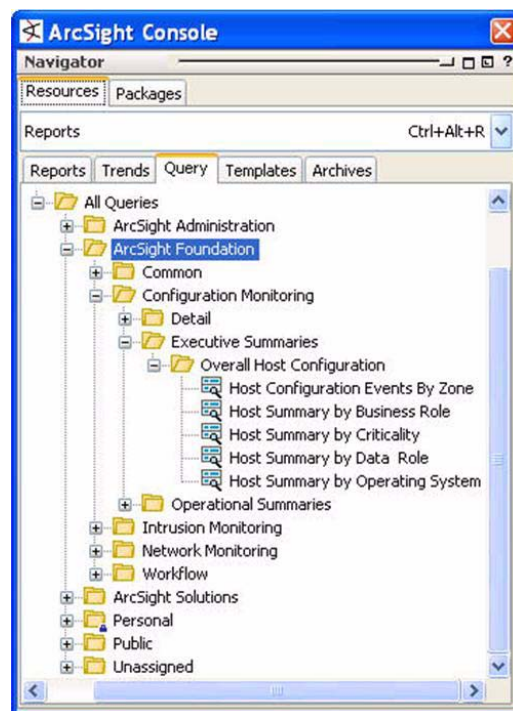 ArcSight Console
Navigator ?
Resources Packages
Reports Ctrl+Alt+R
Reports Trends Query Templates Archives
All Queries
ArcSight Administration
ArcSight Foundation
Common
Configuration Monitoring
Detail
Executive Summaries
Overall Host Configuration
Host Configuration Events By Zone
Host Summary by Business Role
Host Summary by Criticality
Host Summary by Data Role
Host Summary by Operating System
Operational Summaries
Intrusion Monitoring
Network Monitoring
Workflow
ArcSight Solutions
Personal
Public
Unassigned